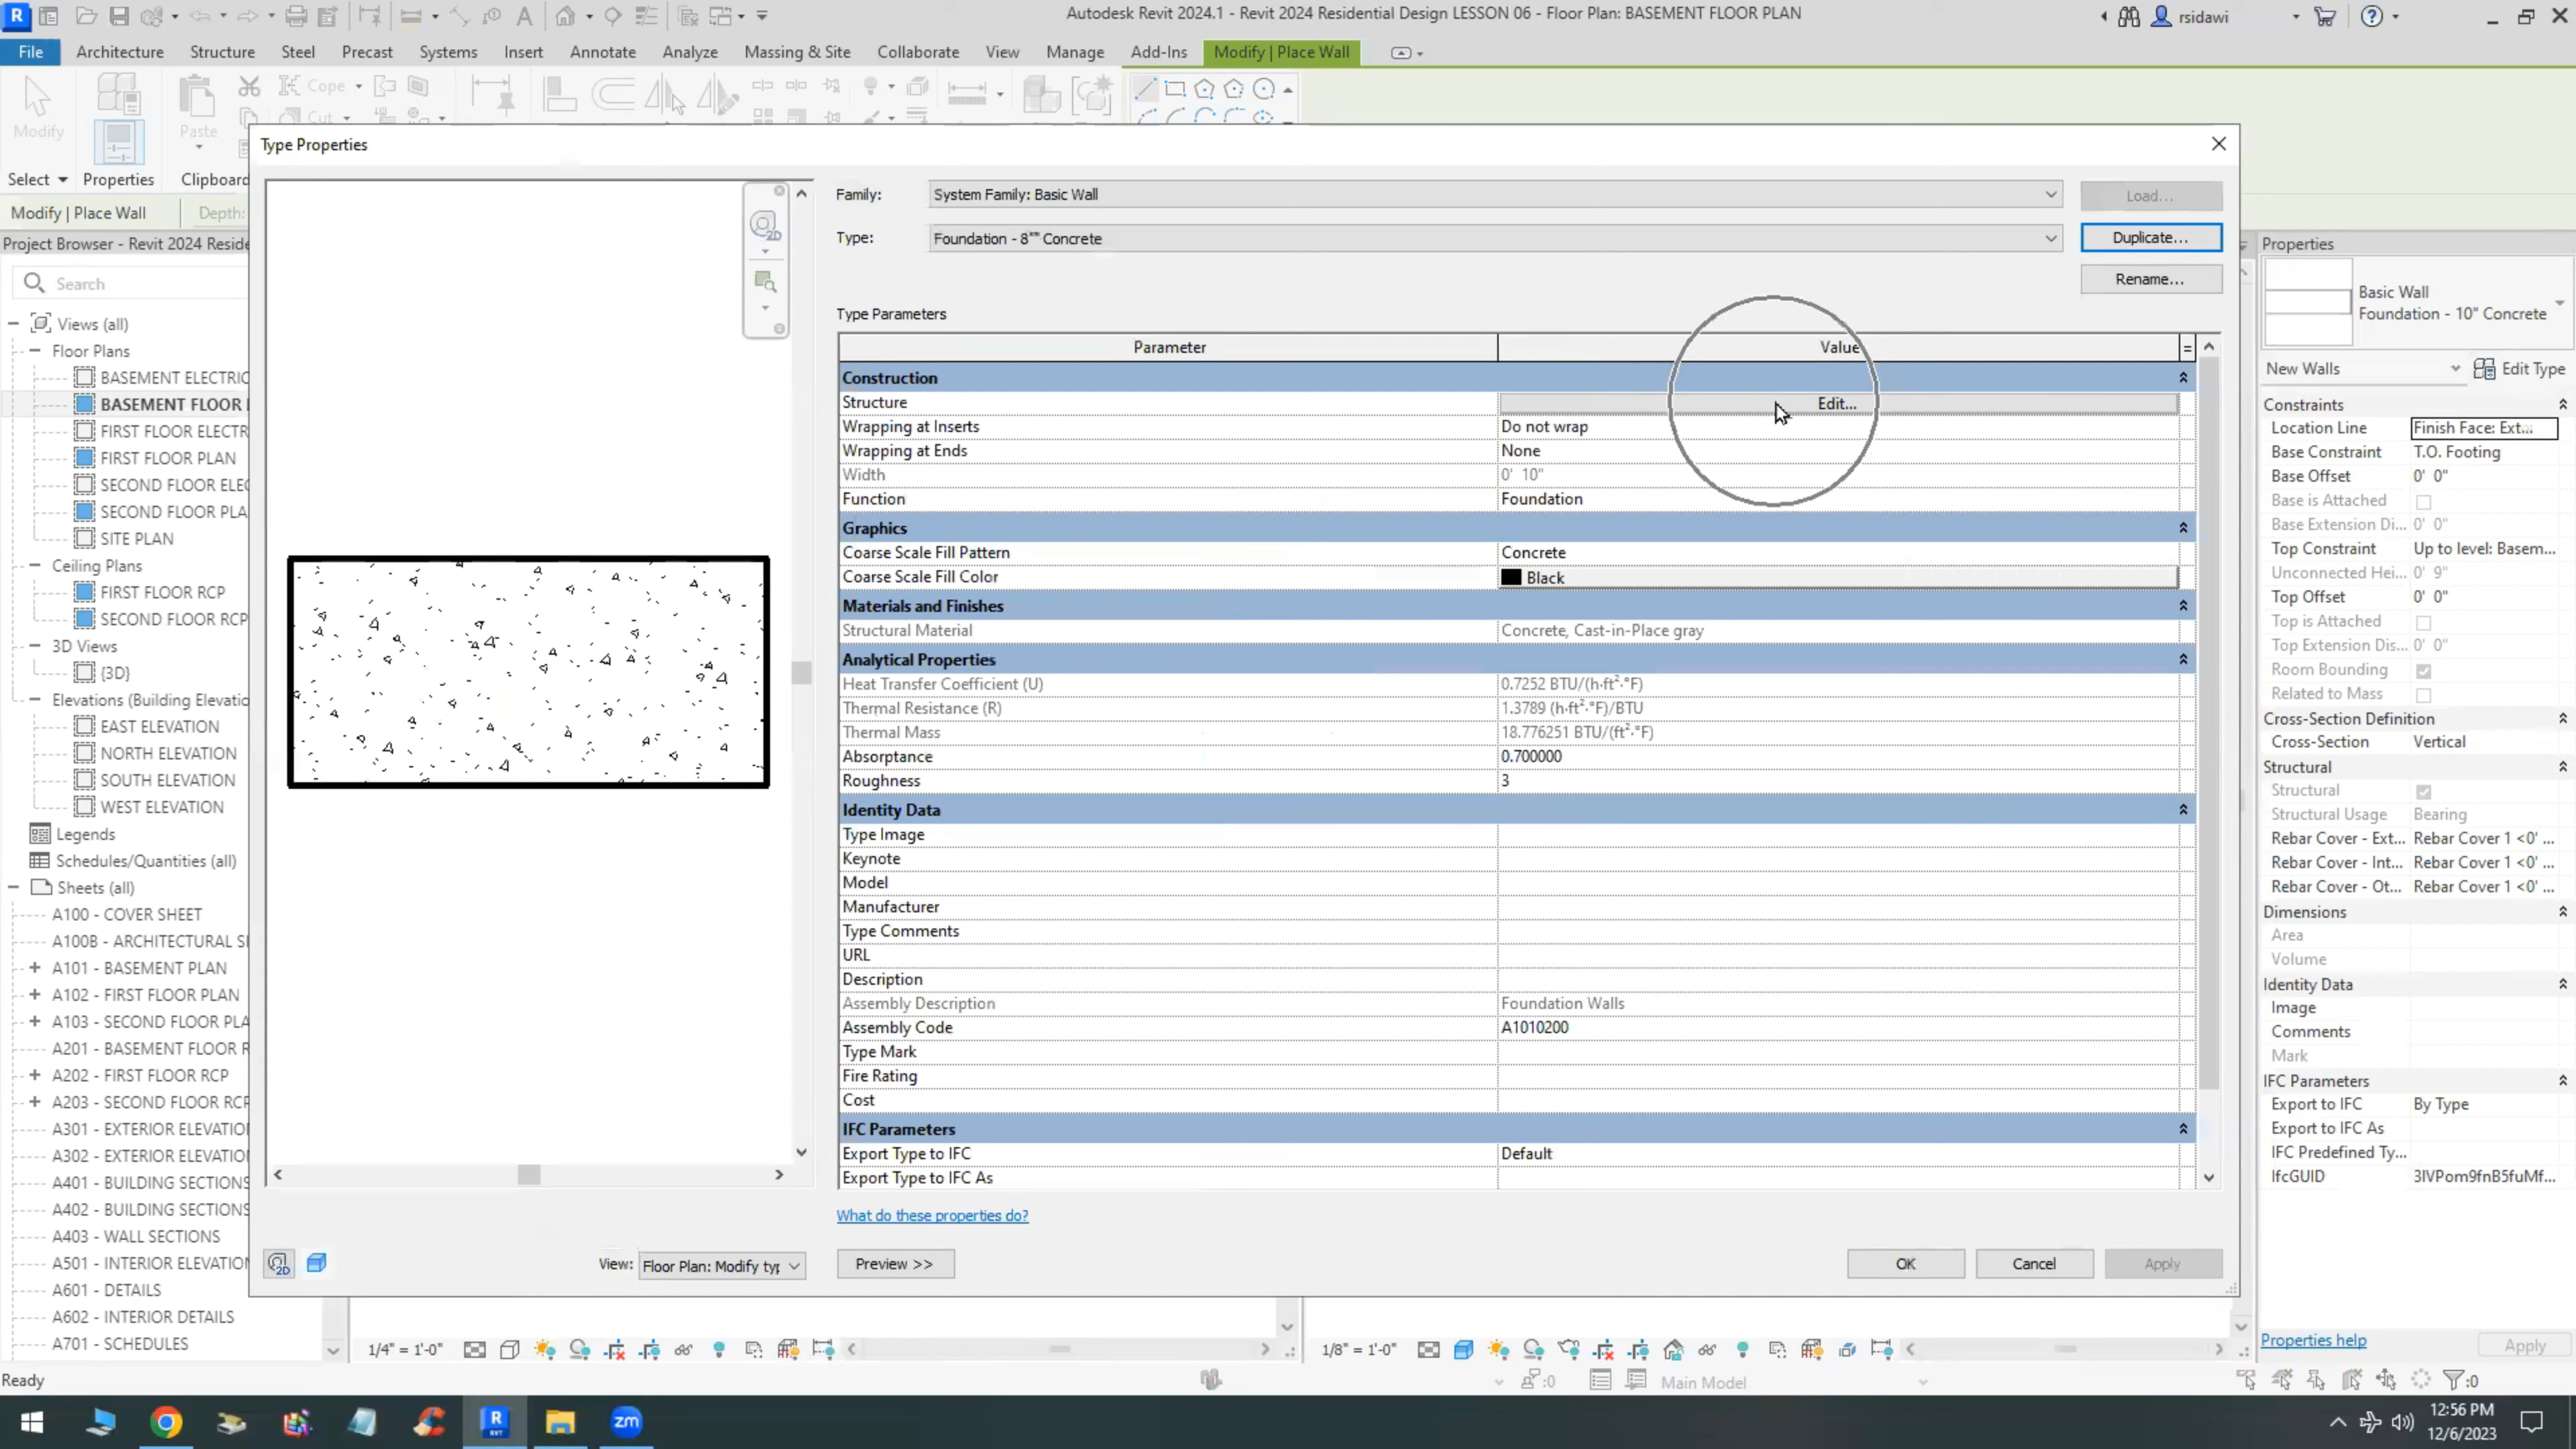 Autodesk Revit 2024.1 - Revit 2024 Residential Design LESSON 06 - Floor Plan: BASEMENT FLOOR PLAN
rsidawi
File Architecture Structure Steel Precast Systems Insert Annotate Analyze Massing & Site Collaborate View Manage Add-Ins Modify | Place Wall
Modify
Paste
Cope
Cut
Select Properties Clipboard
Modify | Place Wall Depth:
Project Browser - Revit 2024 Reside
Search
Views (all)
Floor Plans
BASEMENT ELECTRIC
BASEMENT FLOOR
FIRST FLOOR ELECTR
FIRST FLOOR PLAN
SECOND FLOOR ELEC
SECOND FLOOR PLA
SITE PLAN
Ceiling Plans
FIRST FLOOR RCP
SECOND FLOOR RCP
3D Views
{3D}
Elevations (Building Elevatio
EAST ELEVATION
NORTH ELEVATION
SOUTH ELEVATION
WEST ELEVATION
Legends
Schedules/Quantities (all)
Sheets (all)
A100 - COVER SHEET
A100B - ARCHITECTURAL SI
A101 - BASEMENT PLAN
A102 - FIRST FLOOR PLAN
A103 - SECOND FLOOR PLA
A201 - BASEMENT FLOOR R
A202 - FIRST FLOOR RCP
A203 - SECOND FLOOR RCP
A301 - EXTERIOR ELEVATIO
A302 - EXTERIOR ELEVATIO
A401 - BUILDING SECTIONS
A402 - BUILDING SECTIONS
A403 - WALL SECTIONS
A501 - INTERIOR ELEVATION
A601 - DETAILS
A602 - INTERIOR DETAILS
A701 - SCHEDULES
Type Properties
2D
Family: System Family: Basic Wall Load...
Type: Foundation - 8" Concrete Duplicate...
Rename...
Type Parameters
Parameter Value =
Construction
Structure Edit...
Wrapping at Inserts Do not wrap
Wrapping at Ends None
Width 0' 10"
Function Foundation
Graphics
Coarse Scale Fill Pattern Concrete
Coarse Scale Fill Color Black
Materials and Finishes
Structural Material Concrete, Cast-in-Place gray
Analytical Properties
Heat Transfer Coefficient (U) 0.7252 BTU/(h·ft²·°F)
Thermal Resistance (R) 1.3789 (h·ft²·°F)/BTU
Thermal Mass 18.776251 BTU/(ft²·°F)
Absorptance 0.700000
Roughness 3
Identity Data
Type Image
Keynote
Model
Manufacturer
Type Comments
URL
Description
Assembly Description Foundation Walls
Assembly Code A1010200
Type Mark
Fire Rating
Cost
IFC Parameters
Export Type to IFC Default
Export Type to IFC As
What do these properties do?
2D View: Floor Plan: Modify typ Preview >> OK Cancel Apply
Properties
Basic Wall
Foundation - 10" Concrete
New Walls Edit Type
Constraints
Location Line Finish Face: Ext...
Base Constraint T.O. Footing
Base Offset 0' 0"
Base is Attached
Base Extension Di... 0' 0"
Top Constraint Up to level: Basem...
Unconnected Hei... 0' 9"
Top Offset 0' 0"
Top is Attached
Top Extension Dis... 0' 0"
Room Bounding
Related to Mass
Cross-Section Definition
Cross-Section Vertical
Structural
Structural
Structural Usage Bearing
Rebar Cover - Ext... Rebar Cover 1 <0' ...
Rebar Cover - Int... Rebar Cover 1 <0' ...
Rebar Cover - Ot... Rebar Cover 1 <0' ...
Dimensions
Area
Volume
Identity Data
Image
Comments
Mark
IFC Parameters
Export to IFC By Type
Export to IFC As
IFC Predefined Ty...
IfcGUID 3IVPom9fnB5fuMf...
Properties help Apply
1/4" = 1'-0" 1/8" = 1'-0"
Ready :0 Main Model :0
R
RVT
zm
12:56 PM
12/6/2023